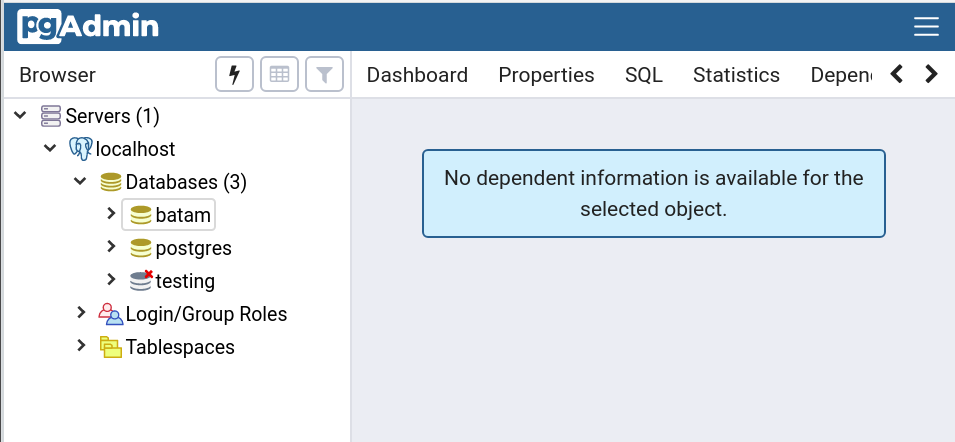 pgAdmin
Browser
Dashboard Properties SQL Statistics Depen
Servers (1)
localhost
Databases (3)
batam
postgres
testing
Login/Group Roles
Tablespaces
No dependent information is available for the
selected object.